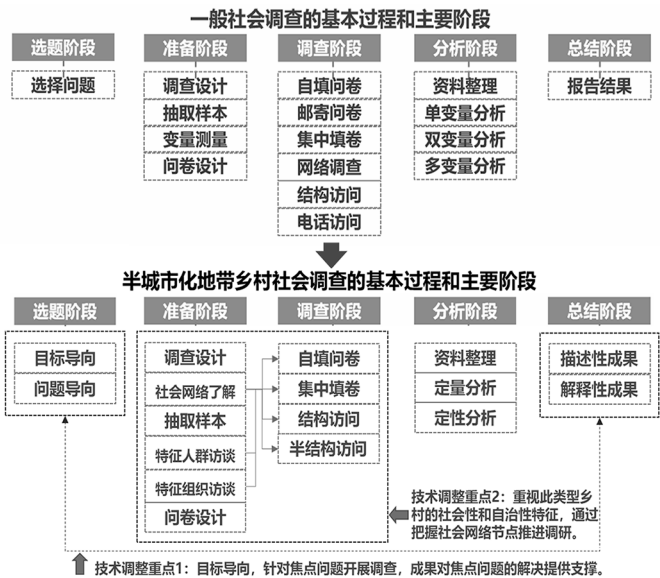 一般社会调查的基本过程和主要阶段
选题阶段
准备阶段
调查阶段
分析阶段
总结阶段
选择问题
调查设计
自填问卷
资料整理
报告结果
抽取样本
邮寄问卷
单变量分析
变量测量
集中填卷
双变量分析
问卷设计
网络调查
多变量分析
结构访问
电话访问
半城市化地带乡村社会调查的基本过程和主要阶段
选题阶段
准备阶段
调查阶段
分析阶段
总结阶段
目标导向
调查设计
自填问卷
资料整理
描述性成果
问题导向
社会网络了解
集中填卷
定量分析
解释性成果
抽取样本
结构访问
定性分析
特征人群访谈
半结构访问
特征组织访谈
问卷设计
技术调整重点2：重视此类型乡
村的社会性和自治性特征，通过
把握社会网络节点推进调研。
技术调整重点1：目标导向，针对焦点问题开展调查，成果对焦点问题的解决提供支撑。